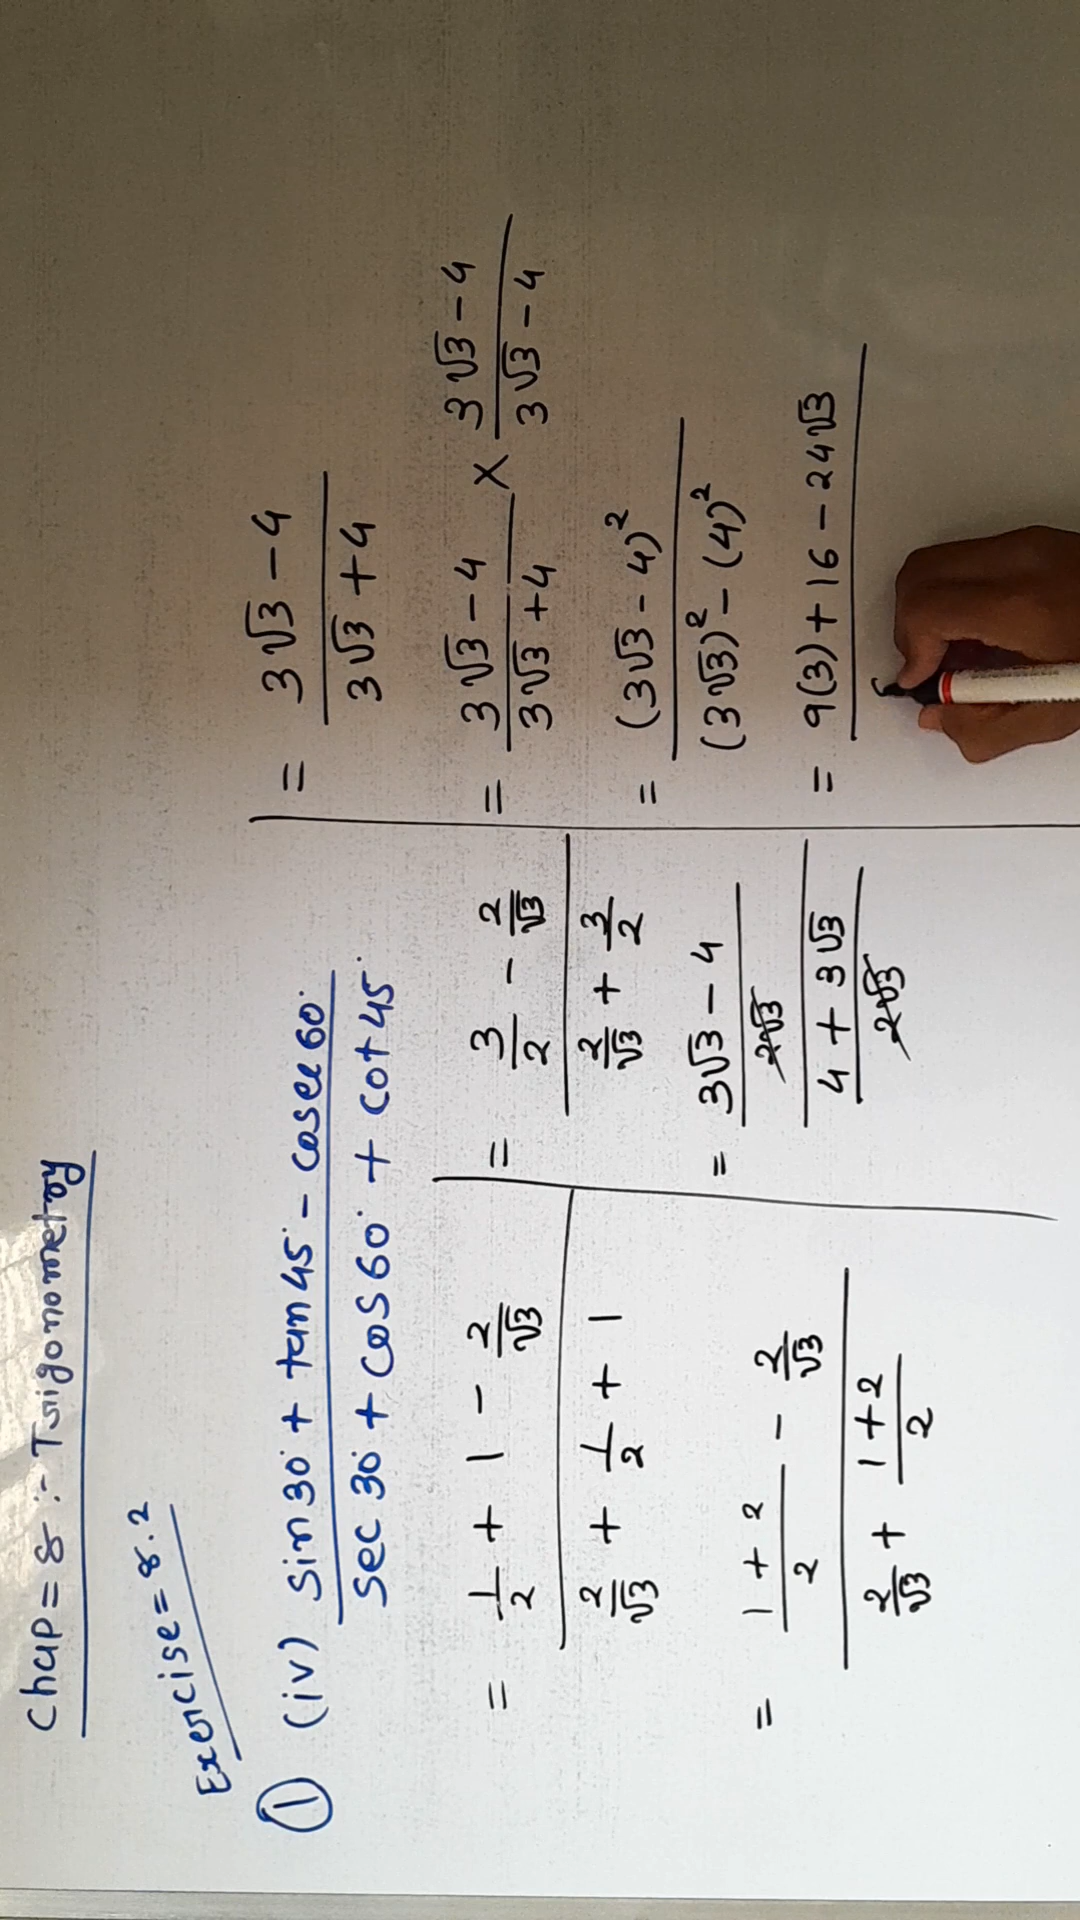 Chap = 8 :- Trigonometry
Exercise = 8.2
① (iv) sin 30° + tan 45° - cosec 60°
sec 30° + cos 60° + cot 45°
= 1/2 + 1 - 2/√3
2/√3 + 1/2 + 1
= 1 + 2/2 - 2/√3
2/√3 + 1 + 2/2
= 3/2 - 2/√3
2/√3 + 3/2
= 3√3 - 4
2√3
4 + 3√3
2√3
= 3√3 - 4
3√3 + 4
= 3√3 - 4 × 3√3 - 4
3√3 + 4 3√3 - 4
= (3√3 - 4)²
(3√3)² - (4)²
= 9(3) + 16 - 24√3